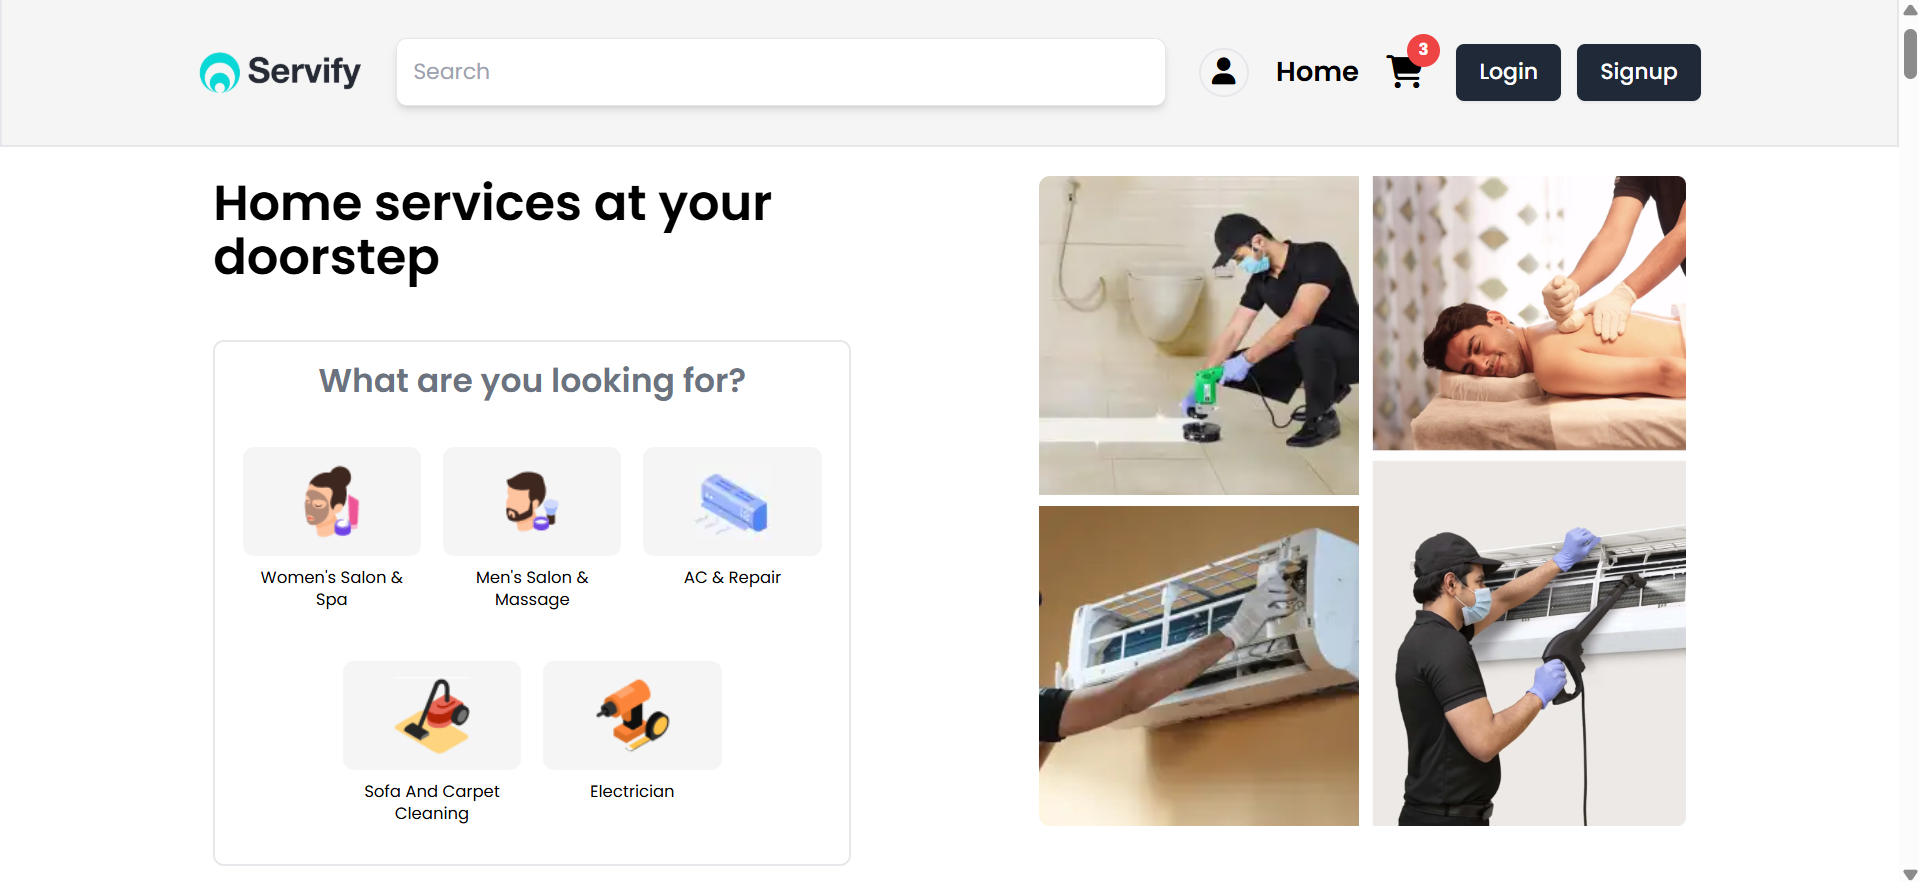 Servify
Search
Home
3
Login
Signup
Home services at your
doorstep
What are you looking for?
Women's Salon &
Spa
Men's Salon &
Massage
AC & Repair
Sofa And Carpet
Cleaning
Electrician